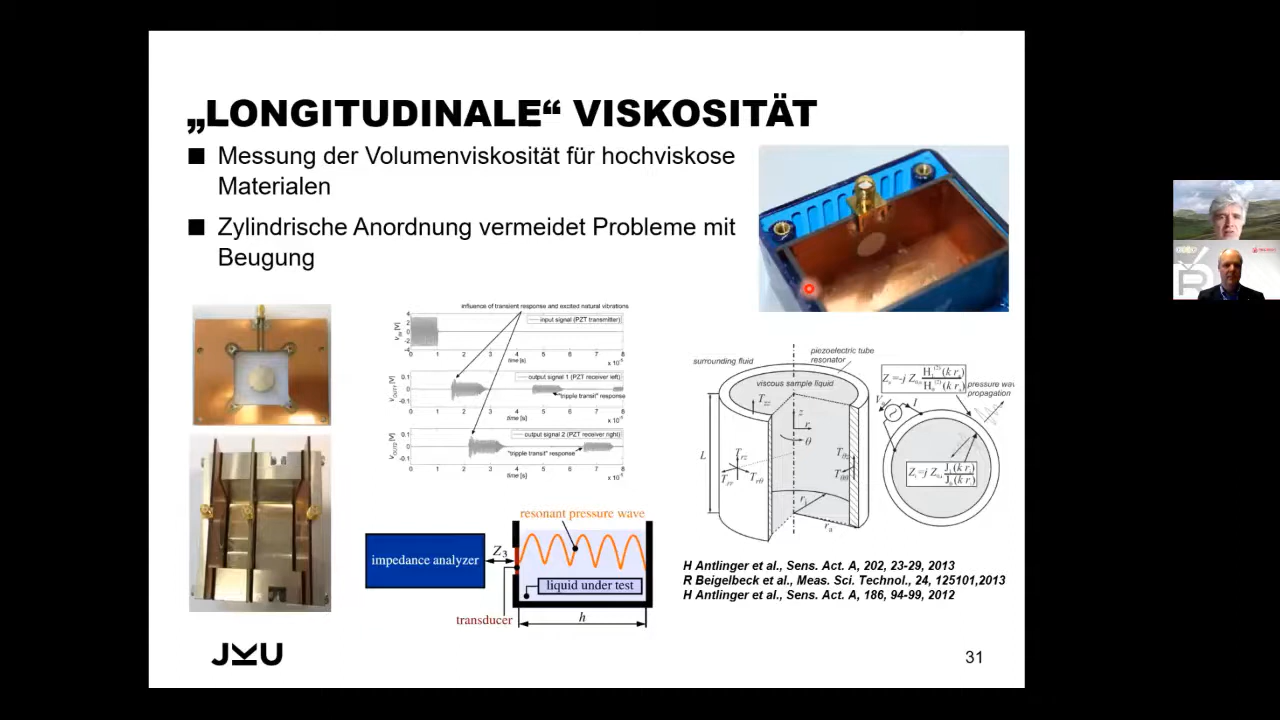 „LONGITUDINALE“ VISKOSITÄT
■ Messung der Volumenviskosität für hochviskose
Materialen
■ Zylindrische Anordnung vermeidet Probleme mit
Beugung
influence of transient response and excited natural vibrations
input signal (PZT transmitter)
time [s]
output signal 1 (PZT receiver left)
"tripple transit" response
time [s]
output signal 2 (PZT receiver right)
"tripple transit" response
time [s]
resonant pressure wave
impedance analyzer
Z3
liquid under test
transducer
h
surrounding fluid
piezoelectric tube
resonator
viscous sample liquid
pressure wave
propagation
L
z
r
θ
H Antlinger et al., Sens. Act. A, 202, 23-29, 2013
R Beigelbeck et al., Meas. Sci. Technol., 24, 125101,2013
H Antlinger et al., Sens. Act. A, 186, 94-99, 2012
JKU
31